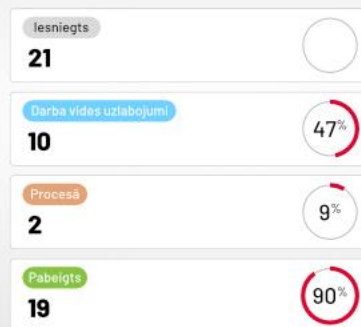 Iesniegts
21
Darba vides uzlabojumi
10
47%
Procesā
2
9%
Pabeigts
19
90%